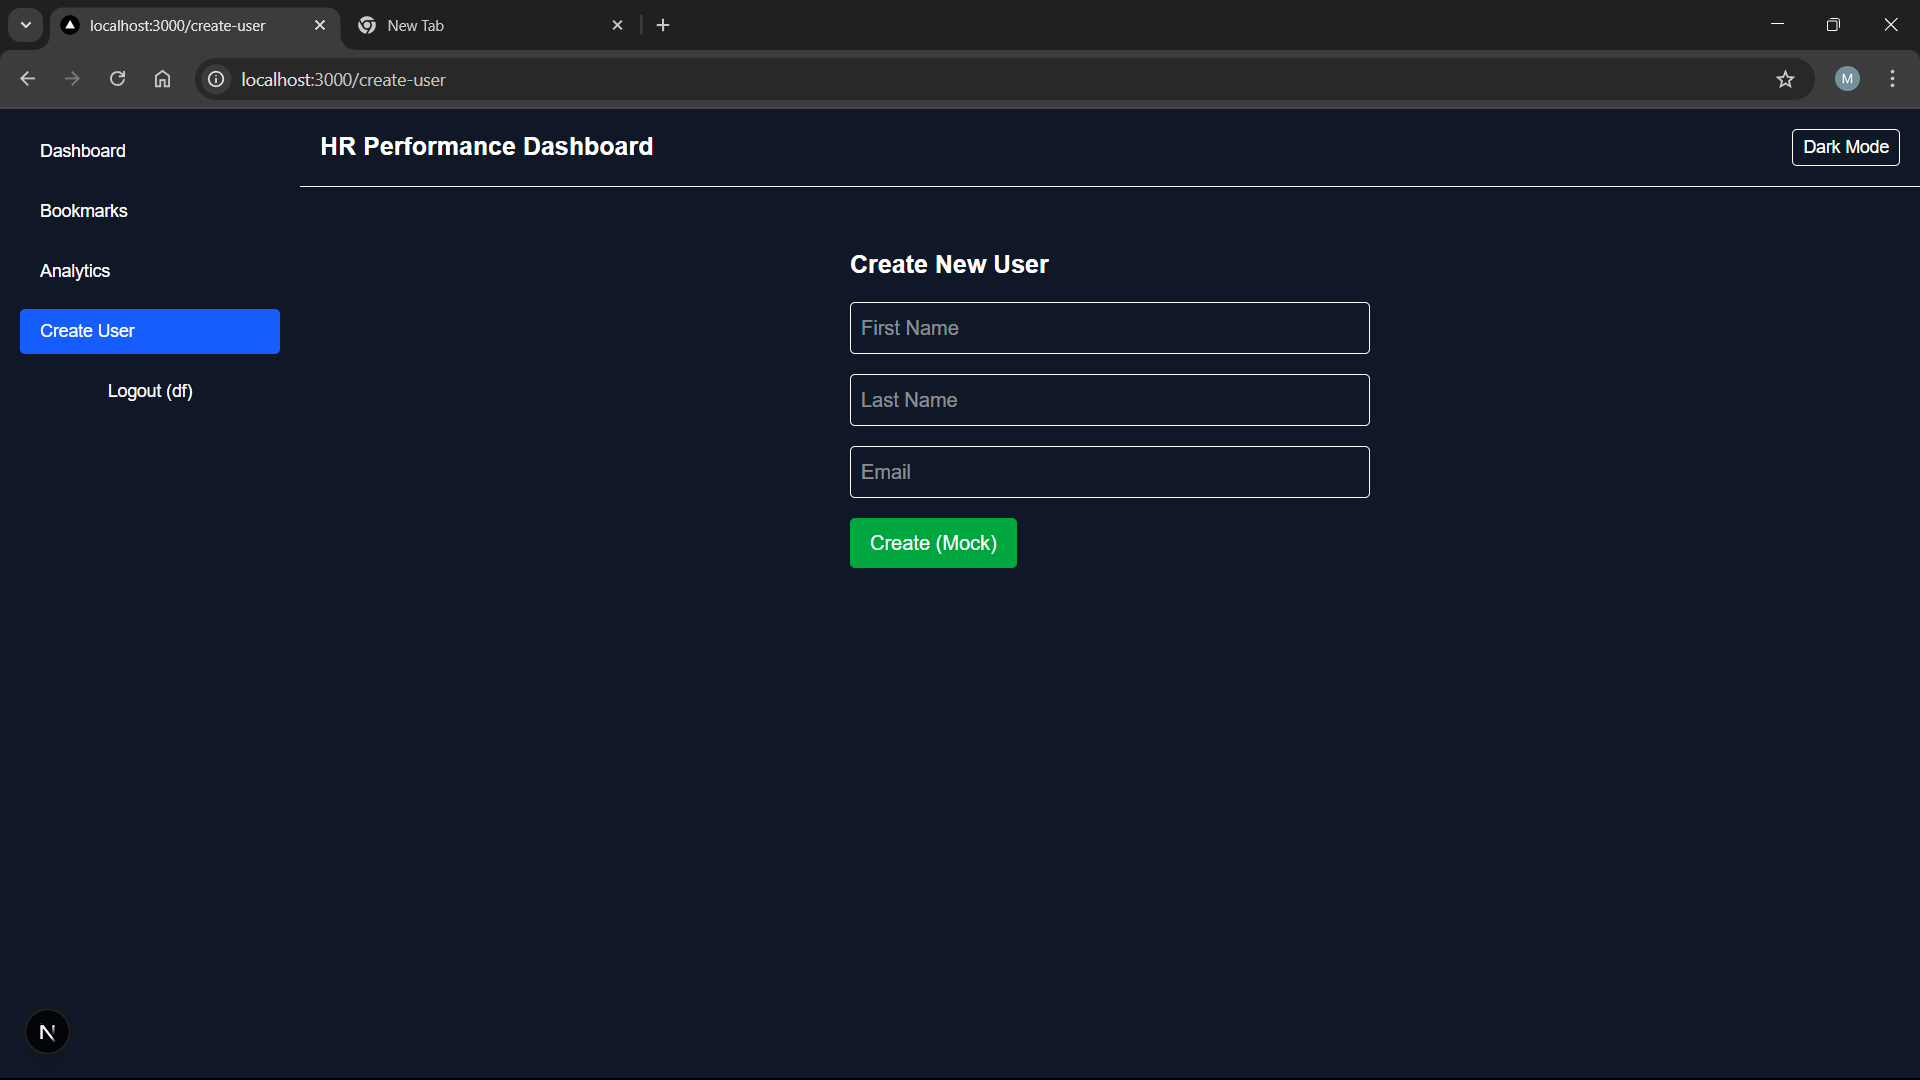 localhost:3000/create-user
New Tab
localhost:3000/create-user
M
Dashboard
Bookmarks
Analytics
Create User
Logout (df)
HR Performance Dashboard
Dark Mode
Create New User
First Name
Last Name
Email
Create (Mock)
N